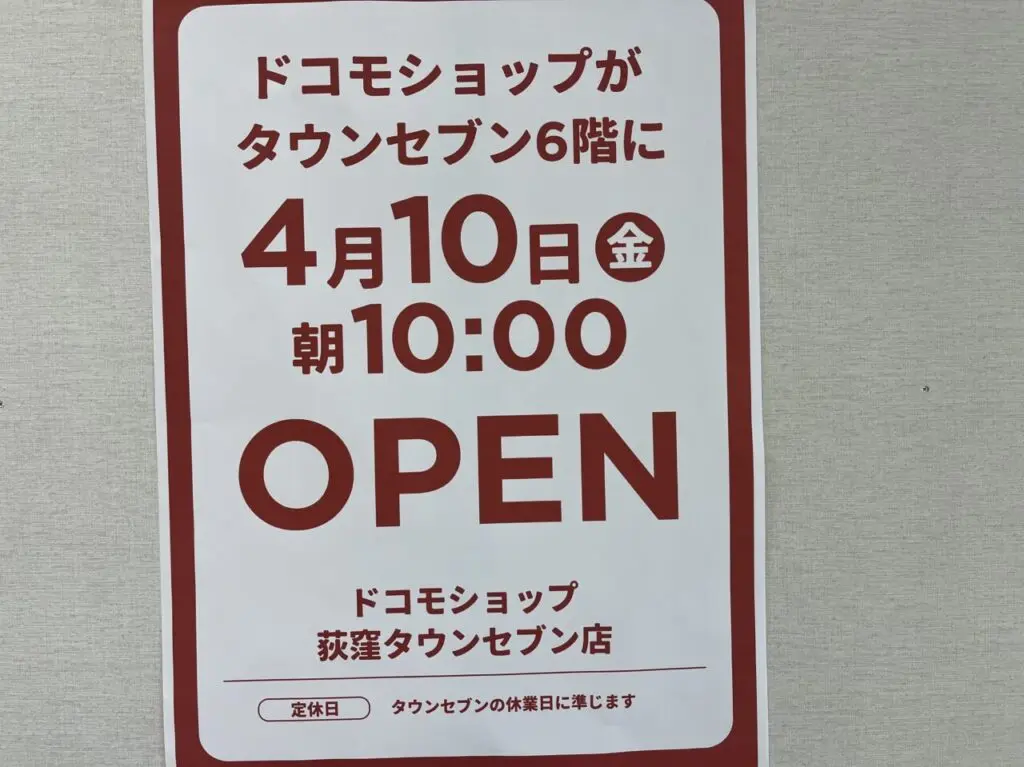 ドコモショップが
タウンセブン6階に
4月10日㊎
朝10:00
OPEN
ドコモショップ
荻窪タウンセブン店
定休日 タウンセブンの休業日に準じます